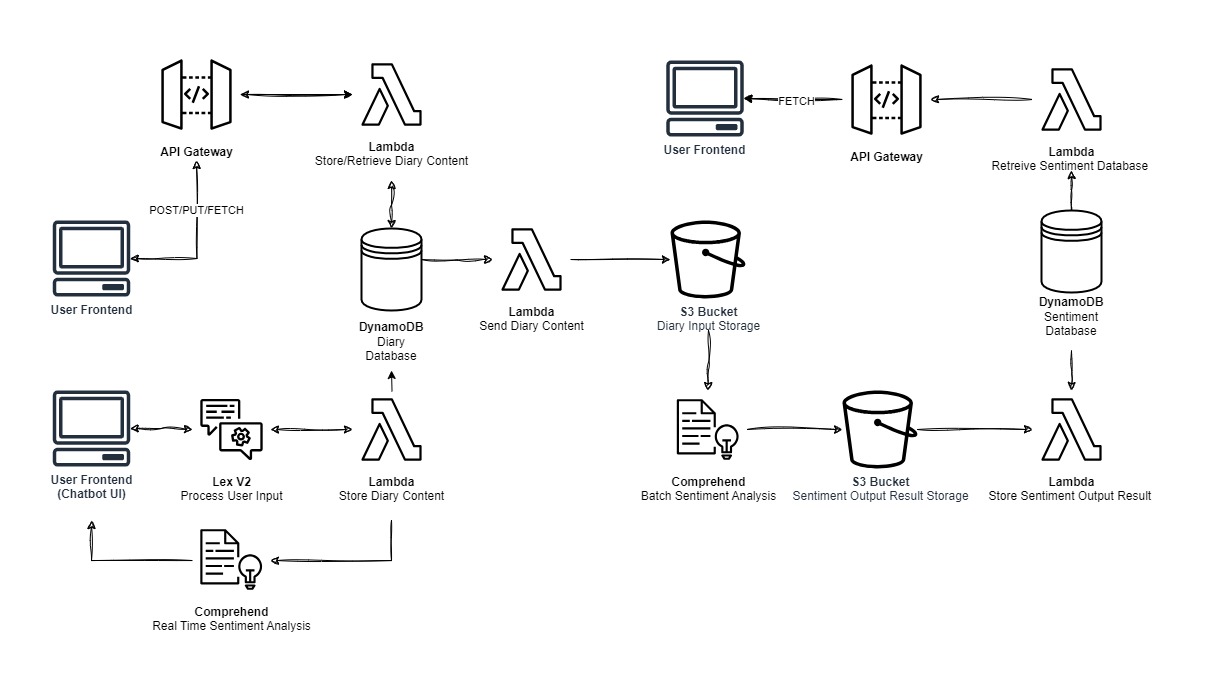 API Gateway
Lambda
Store/Retrieve Diary Content
POST/PUT/FETCH
User Frontend
DynamoDB
Diary
Database
Lambda
Send Diary Content
S3 Bucket
Diary Input Storage
User Frontend
FETCH
API Gateway
Lambda
Retreive Sentiment Database
DynamoDB
Sentiment
Database
User Frontend
(Chatbot UI)
Lex V2
Process User Input
Lambda
Store Diary Content
Comprehend
Batch Sentiment Analysis
S3 Bucket
Sentiment Output Result Storage
Lambda
Store Sentiment Output Result
Comprehend
Real Time Sentiment Analysis